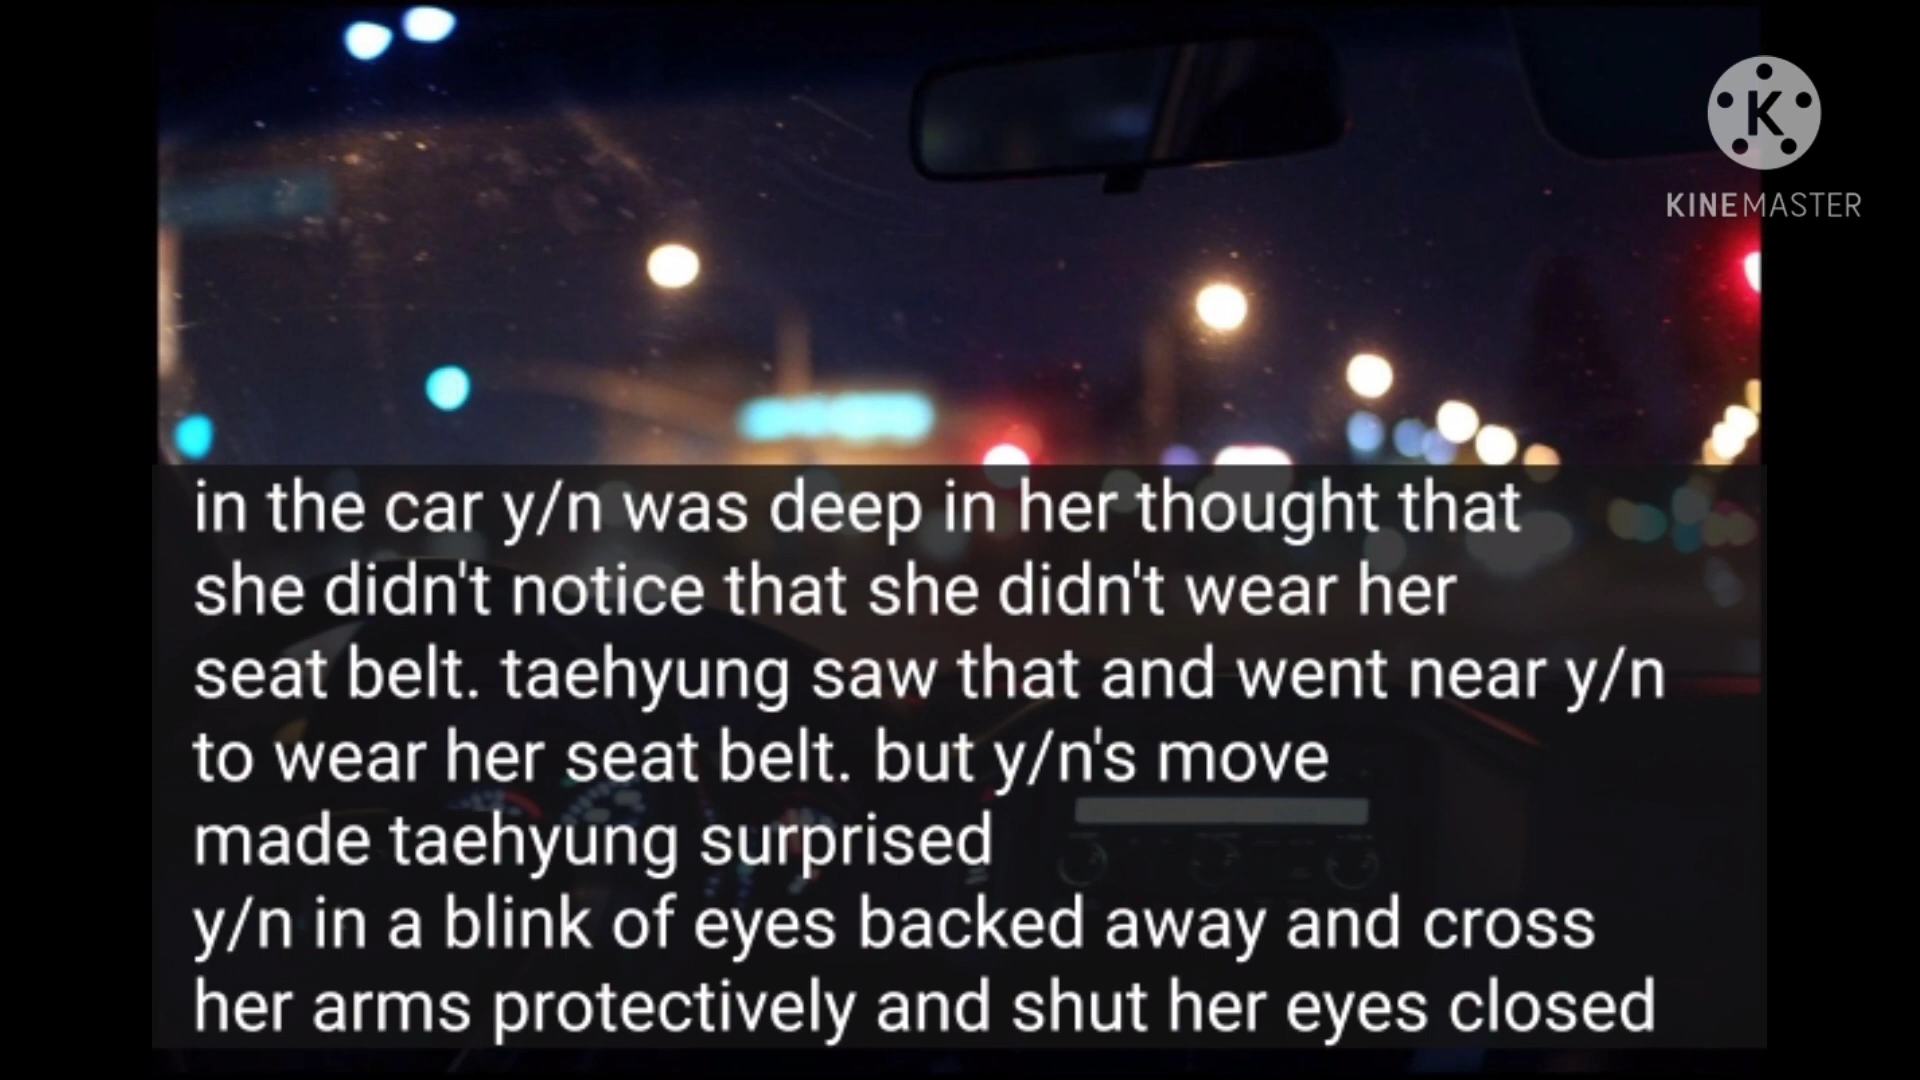 KINEMASTER
in the car y/n was deep in her thought that
she didn't notice that she didn't wear her
seat belt. taehyung saw that and went near y/n
to wear her seat belt. but y/n's move
made taehyung surprised
y/n in a blink of eyes backed away and cross
her arms protectively and shut her eyes closed